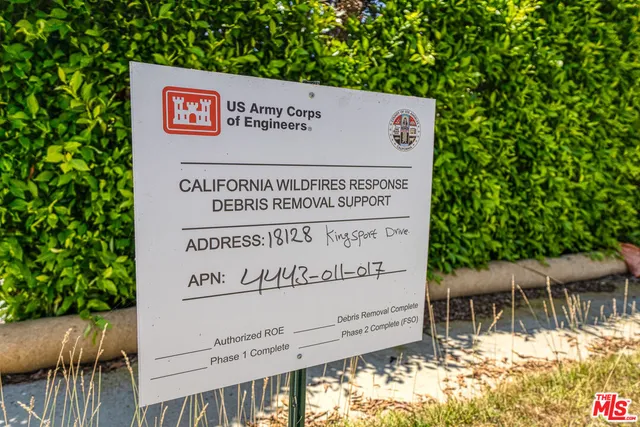 US Army Corps
of Engineers®
CALIFORNIA WILDFIRES RESPONSE
DEBRIS REMOVAL SUPPORT
ADDRESS: 18128 Kingsport Drive
APN: 4443-011-017
Authorized ROE
Debris Removal Complete
Phase 1 Complete
Phase 2 Complete (FSO)
THE
MLS
.com